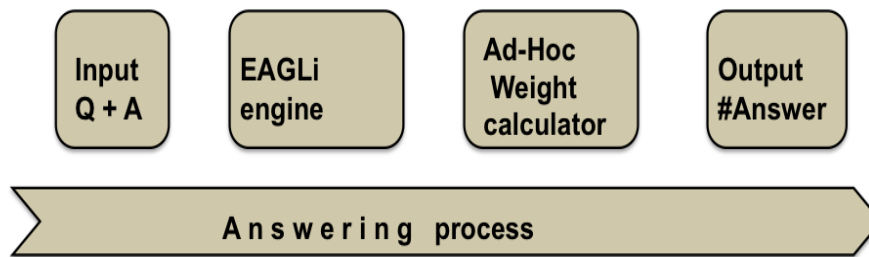 Input
Q + A
EAGLi
engine
Ad-Hoc
Weight
calculator
Output
#Answer
Answering process